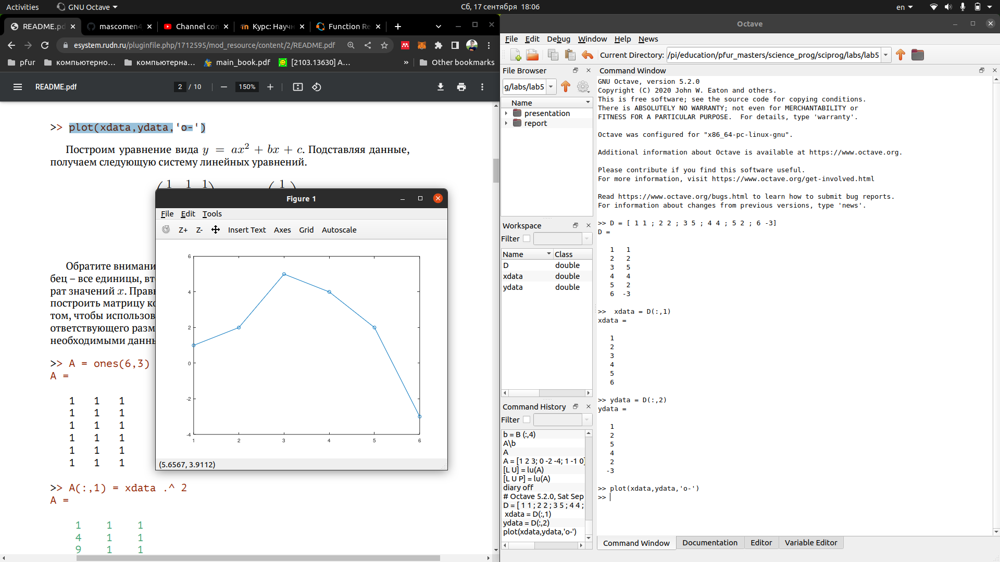 Activities
GNU Octave
Сб, 17 сентября 18:06
en
README.pd
mascomen4
Channel con
Курс: Научн
Function Re
esystem.rudn.ru/pluginfile.php/1712595/mod_resource/content/2/README.pdf
pfur
компьютерно...
компьютерна...
main_book.pdf
[2103.13630] A...
»
Other bookmarks
README.pdf
2 / 10
150%
>> plot(xdata,ydata,'o-')
Построим уравнение вида y = ax² + bx + c. Подставляя данные,
получаем следующую систему линейных уравнений.
1 1 1
1
Обратите внимани
бец – все единицы, вт
рат значений x. Прави
построить матрицу ко
том, чтобы использов
ответствующего разм
необходимыми даннь
>> A = ones(6,3)
A =
1 1 1
1 1 1
1 1 1
1 1 1
1 1 1
1 1 1
>> A(:,1) = xdata .^ 2
A =
1 1 1
4 1 1
9 1 1
Figure 1
File Edit Tools
Z+ Z- Insert Text Axes Grid Autoscale
6
4
2
0
-2
-4
1 2 3 4 5 6
(5.6567, 3.9112)
Octave
File Edit Debug Window Help News
Current Directory: /pi/education/pfur_masters/science_prog/sciprog/labs/lab5
File Browser
g/labs/lab5
Name
presentation
report
Workspace
Filter
Name Class
D double
xdata double
ydata double
Command History
Filter
b = B (:,4)
A\b
A
A = [1 2 3; 0 -2 -4; 1 -1 0]
[L U] = lu(A)
[L U P] = lu(A)
diary off
# Octave 5.2.0, Sat Sep
D = [ 1 1 ; 2 2 ; 3 5 ; 4 4 ;
xdata = D(:,1)
ydata = D(:,2)
plot(xdata,ydata,'o-')
Command Window
GNU Octave, version 5.2.0
Copyright (C) 2020 John W. Eaton and others.
This is free software; see the source code for copying conditions.
There is ABSOLUTELY NO WARRANTY; not even for MERCHANTABILITY or
FITNESS FOR A PARTICULAR PURPOSE.  For details, type 'warranty'.
Octave was configured for "x86_64-pc-linux-gnu".
Additional information about Octave is available at https://www.octave.org.
Please contribute if you find this software useful.
For more information, visit https://www.octave.org/get-involved.html
Read https://www.octave.org/bugs.html to learn how to submit bug reports.
For information about changes from previous versions, type 'news'.
>> D = [ 1 1 ; 2 2 ; 3 5 ; 4 4 ; 5 2 ; 6 -3]
D =
1 1
2 2
3 5
4 4
5 2
6 -3
>>  xdata = D(:,1)
xdata =
1
2
3
4
5
6
>> ydata = D(:,2)
ydata =
1
2
5
4
2
-3
>> plot(xdata,ydata,'o-')
>>
Command Window Documentation Editor Variable Editor